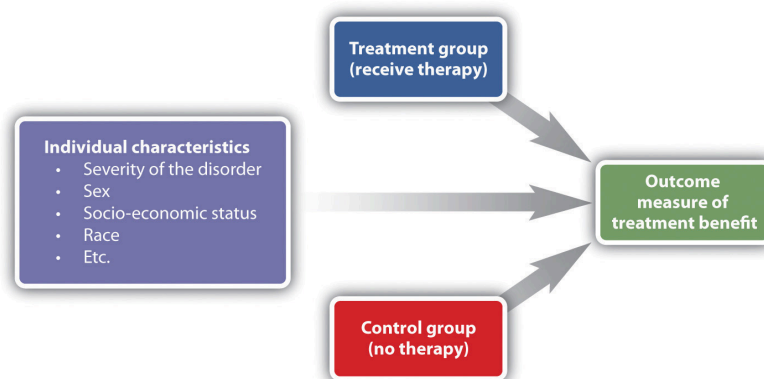 Treatment group
(receive therapy)
Individual characteristics
• Severity of the disorder
• Sex
• Socio-economic status
• Race
• Etc.
Outcome
measure of
treatment benefit
Control group
(no therapy)